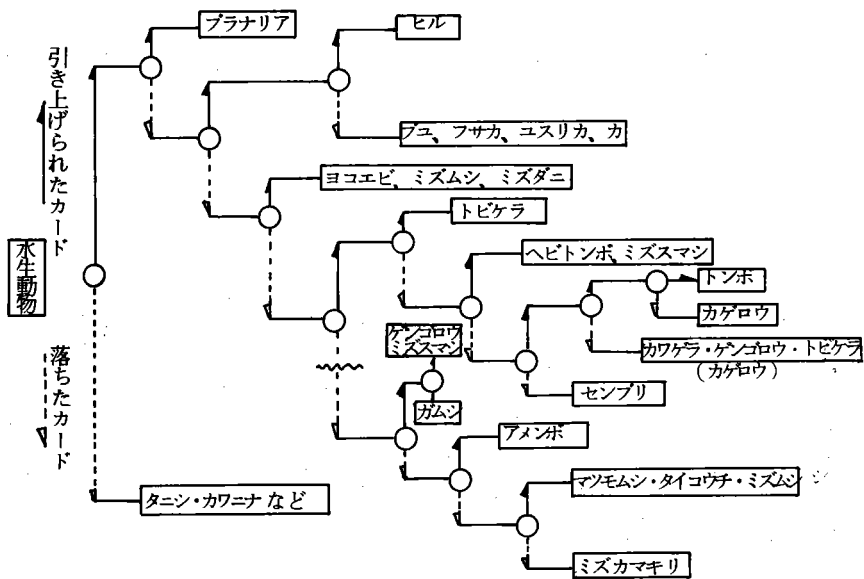 プラナリア
ヒル
引き上げられたカード
ブユ、フサカ、ユスリカ、カ
ヨコエビ、ミズムシ、ミズダニ
トビケラ
水生動物
ヘビトンボ、ミズスマシ
トンボ
カゲロウ
ゲンゴロウ
ミズスマシ
カワゲラ・ゲンゴロウ・トビケラ
(カゲロウ)
落ちたカード
センブリ
ガムシ
アメンボ
マツモムシ・タイコウチ・ミズムシ
タニシ・カワニナなど
ミズカマキリ